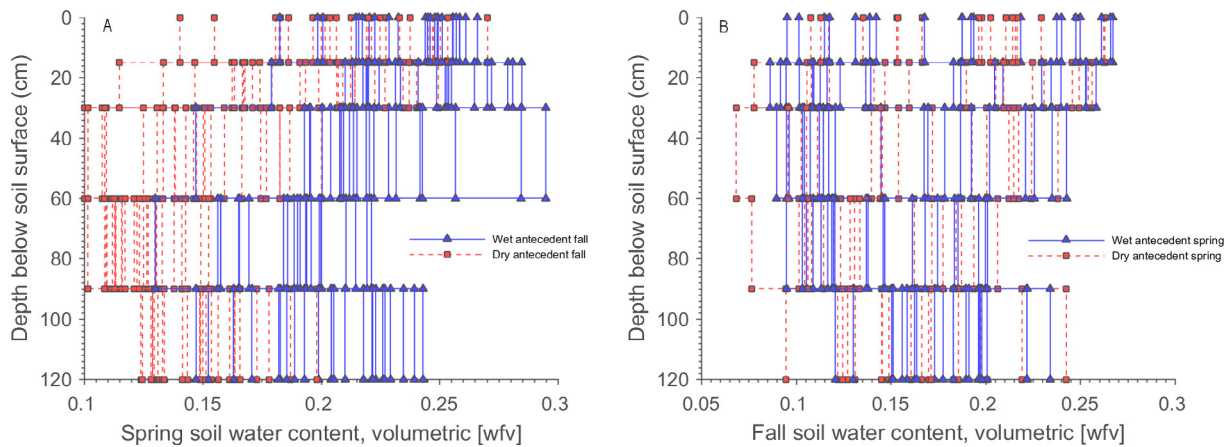 A
0
20
40
60
80
100
120
Depth below soil surface (cm)
Wet antecedent fall
Dry antecedent fall
0.1
0.15
0.2
0.25
0.3
Spring soil water content, volumetric [wfv]
B
0
20
40
60
80
100
120
Depth below soil surface (cm)
Wet antecedent spring
Dry antecedent spring
0.05
0.1
0.15
0.2
0.25
0.3
Fall soil water content, volumetric [wfv]